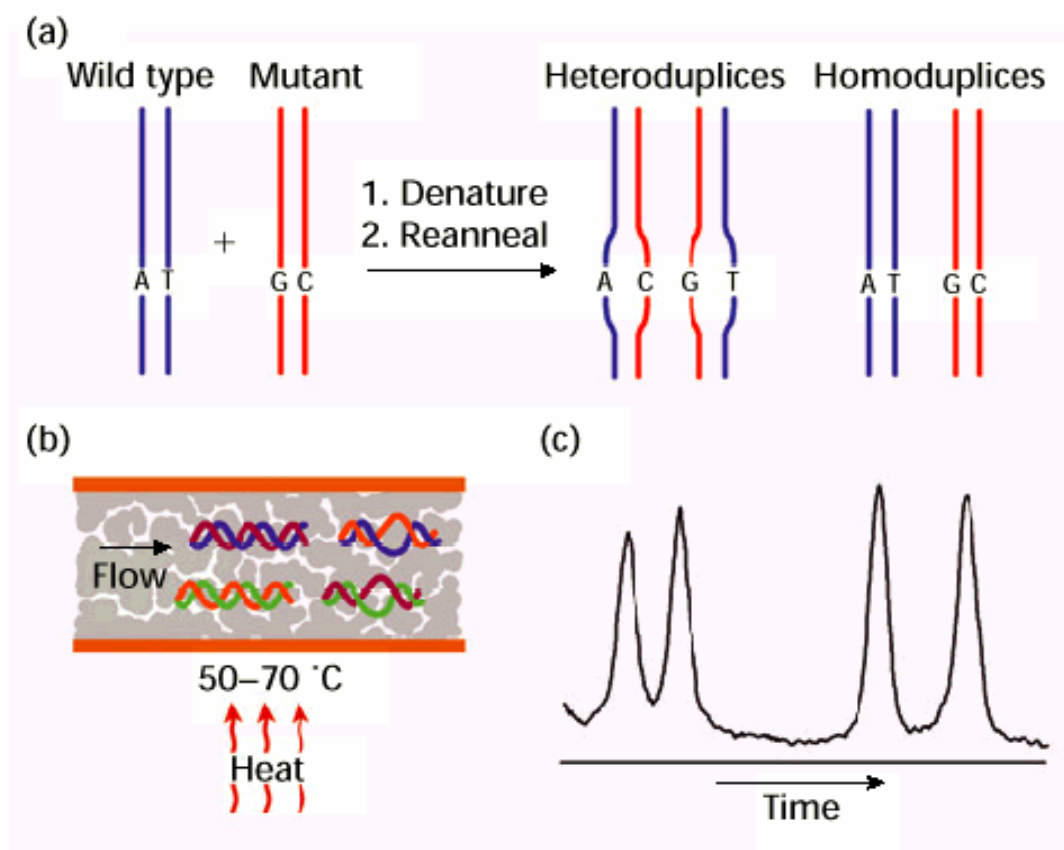 (a)
Wild type Mutant Heteroduplices Homoduplices
1. Denature
2. Reanneal
+
A T G C A C G T A T G C
(b) (c)
Flow
50–70 °C
Heat
Time